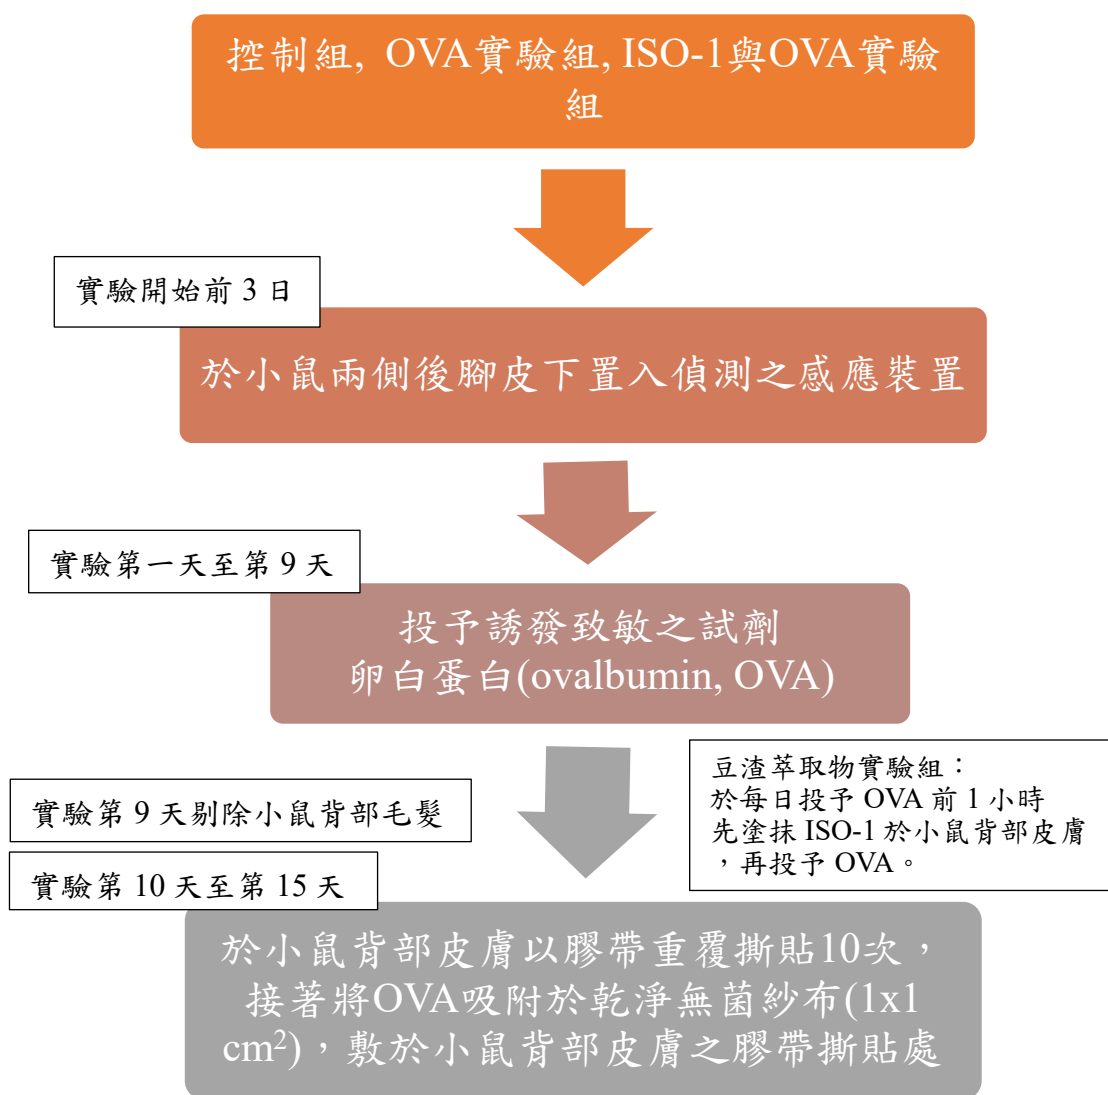 控制組, OVA實驗組, ISO-1與OVA實驗
組
實驗開始前 3 日
於小鼠兩側後腳皮下置入偵測之感應裝置
實驗第一天至第 9 天
投予誘發致敏之試劑
卵白蛋白(ovalbumin, OVA)
豆渣萃取物實驗組：
於每日投予 OVA 前 1 小時
先塗抹 ISO-1 於小鼠背部皮膚
，再投予 OVA。
實驗第 9 天剔除小鼠背部毛髮
實驗第 10 天至第 15 天
於小鼠背部皮膚以膠帶重覆撕貼10次，
接著將OVA吸附於乾淨無菌紗布(1x1
cm²)，敷於小鼠背部皮膚之膠帶撕貼處